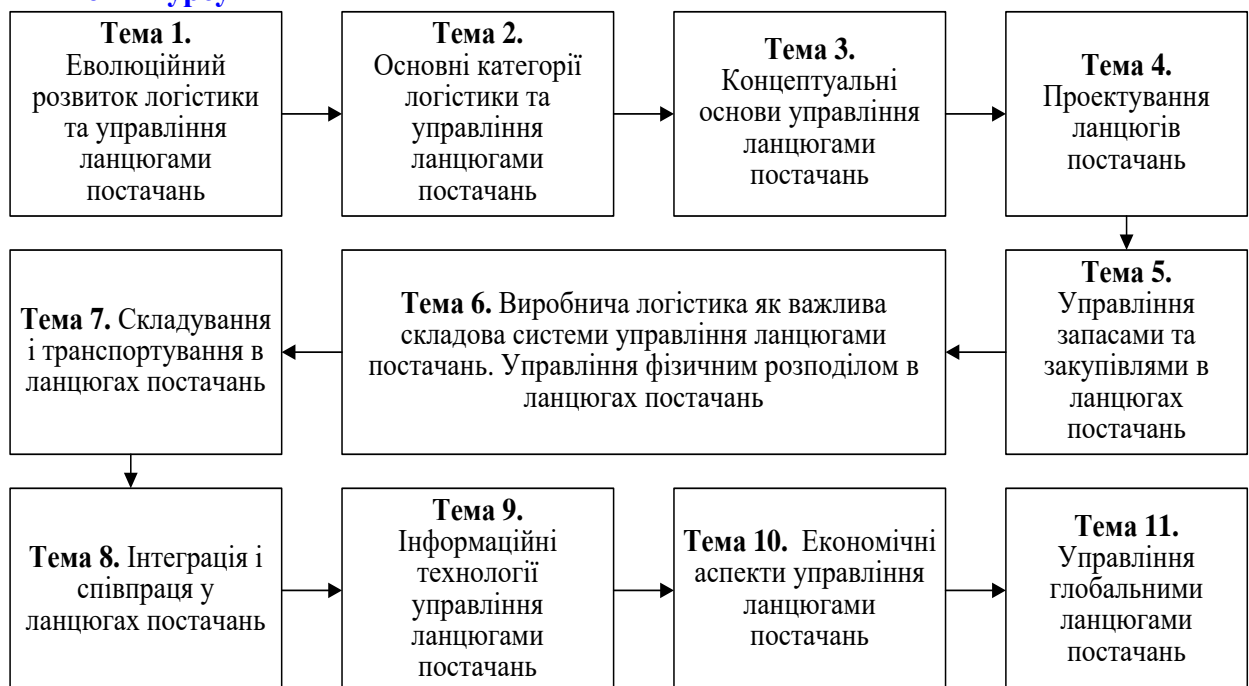 Тема 1.
Еволюційний
розвиток логістики
та управління
ланцюгами
постачань
Тема 2.
Основні категорії
логістики та
управління
ланцюгами
постачань
Тема 3.
Концептуальні
основи управління
ланцюгами
постачань
Тема 4.
Проектування
ланцюгів
постачань
Тема 5.
Управління
запасами та
закупівлями в
ланцюгах
постачань
Тема 6. Виробнича логістика як важлива
складова системи управління ланцюгами
постачань. Управління фізичним розподілом в
ланцюгах постачань
Тема 7. Складування
і транспортування в
ланцюгах постачань
Тема 8. Інтеграція і
співпраця у
ланцюгах постачань
Тема 9.
Інформаційні
технології
управління
ланцюгами
постачань
Тема 10. Економічні
аспекти управління
ланцюгами
постачань
Тема 11.
Управління
глобальними
ланцюгами
постачань